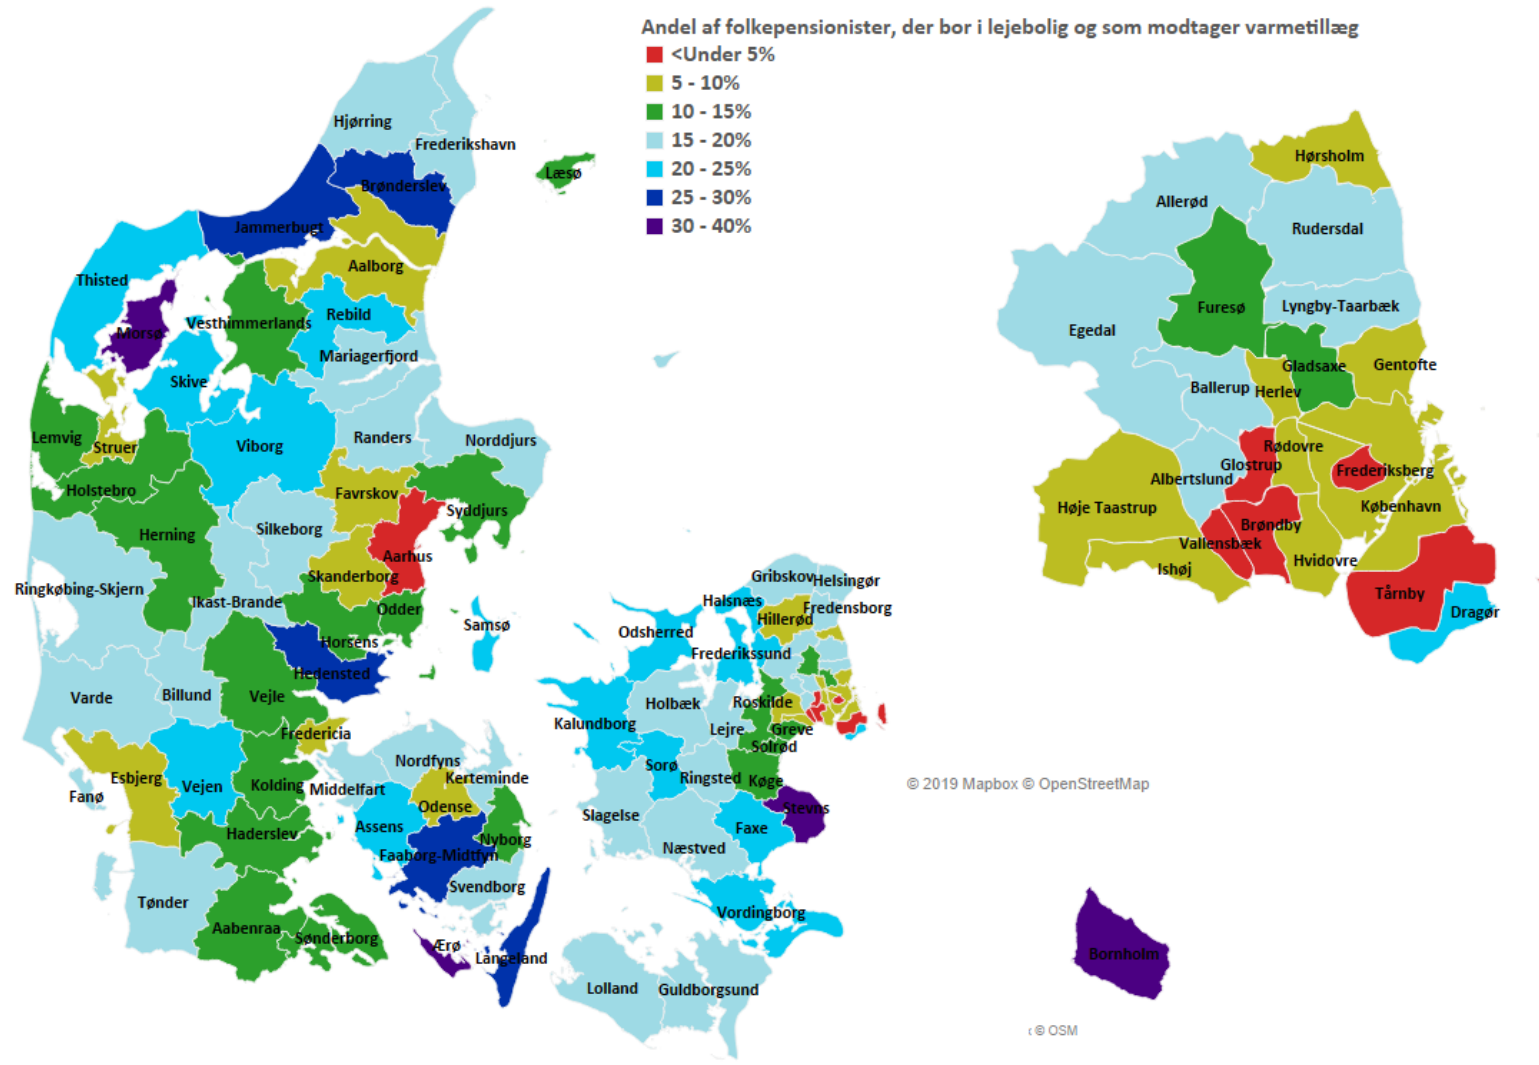 Andel af folkepensionister, der bor i lejebolig og som modtager varmetillæg
<Under 5%
5 - 10%
10 - 15%
15 - 20%
20 - 25%
25 - 30%
30 - 40%
Hjørring
Frederikshavn
Læsø
Brønderslev
Jammerbugt
Aalborg
Thisted
Rebild
Vesthimmerlands
Morsø
Mariagerfjord
Skive
Lemvig
Struer
Viborg
Randers
Norddjurs
Holstebro
Favrskov
Syddjurs
Herning
Silkeborg
Aarhus
Skanderborg
Ringkøbing-Skjern
Ikast-Brande
Odder
Samsø
Horsens
Hedensted
Varde
Billund
Vejle
Fredericia
Esbjerg
Fanø
Vejen
Kolding
Middelfart
Nordfyns
Kerteminde
Odense
Assens
Nyborg
Haderslev
Faaborg-Midtfyn
Svendborg
Tønder
Aabenraa
Sønderborg
Ærø
Langeland
Gribskov
Helsingør
Halsnæs
Fredensborg
Hillerød
Odsherred
Frederikssund
Holbæk
Roskilde
Kalundborg
Lejre
Greve
Solrød
Sorø
Ringsted
Køge
Slagelse
Stevns
Faxe
Næstved
Vordingborg
Lolland
Guldborgsund
Hørsholm
Allerød
Rudersdal
Furesø
Lyngby-Taarbæk
Egedal
Gladsaxe
Gentofte
Ballerup
Herlev
Rødovre
Glostrup
Frederiksberg
Albertslund
Høje Taastrup
København
Brøndby
Vallensbæk
Hvidovre
Ishøj
Tårnby
Dragør
© 2019 Mapbox © OpenStreetMap
Bornholm
© OSM